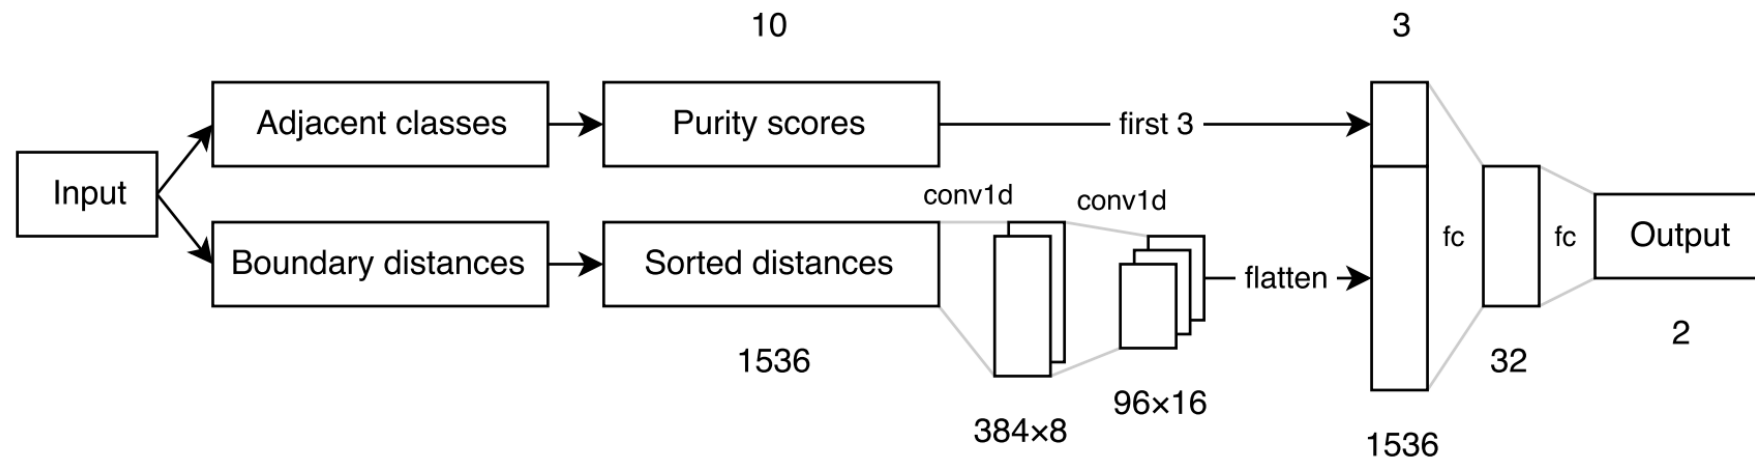 10
3
Adjacent classes
Purity scores
first 3
Input
conv1d
conv1d
Boundary distances
Sorted distances
flatten
fc
fc
Output
1536
384×8
96×16
1536
32
2